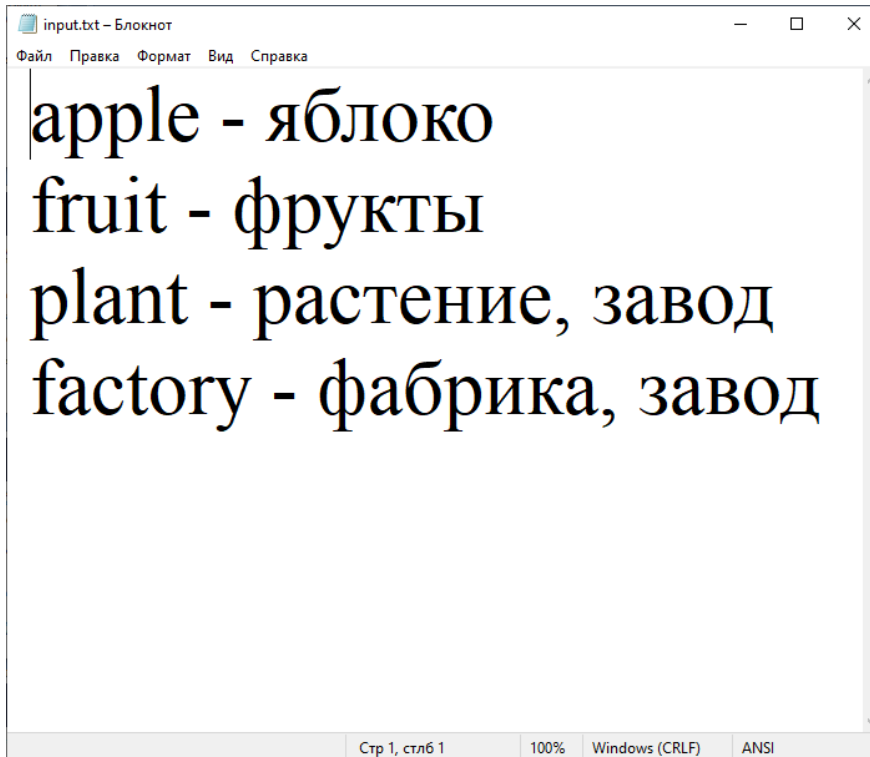 input.txt – Блокнот
Файл Правка Формат Вид Справка
apple - яблоко
fruit - фрукты
plant - растение, завод
factory - фабрика, завод
Стр 1, стлб 1 100% Windows (CRLF) ANSI